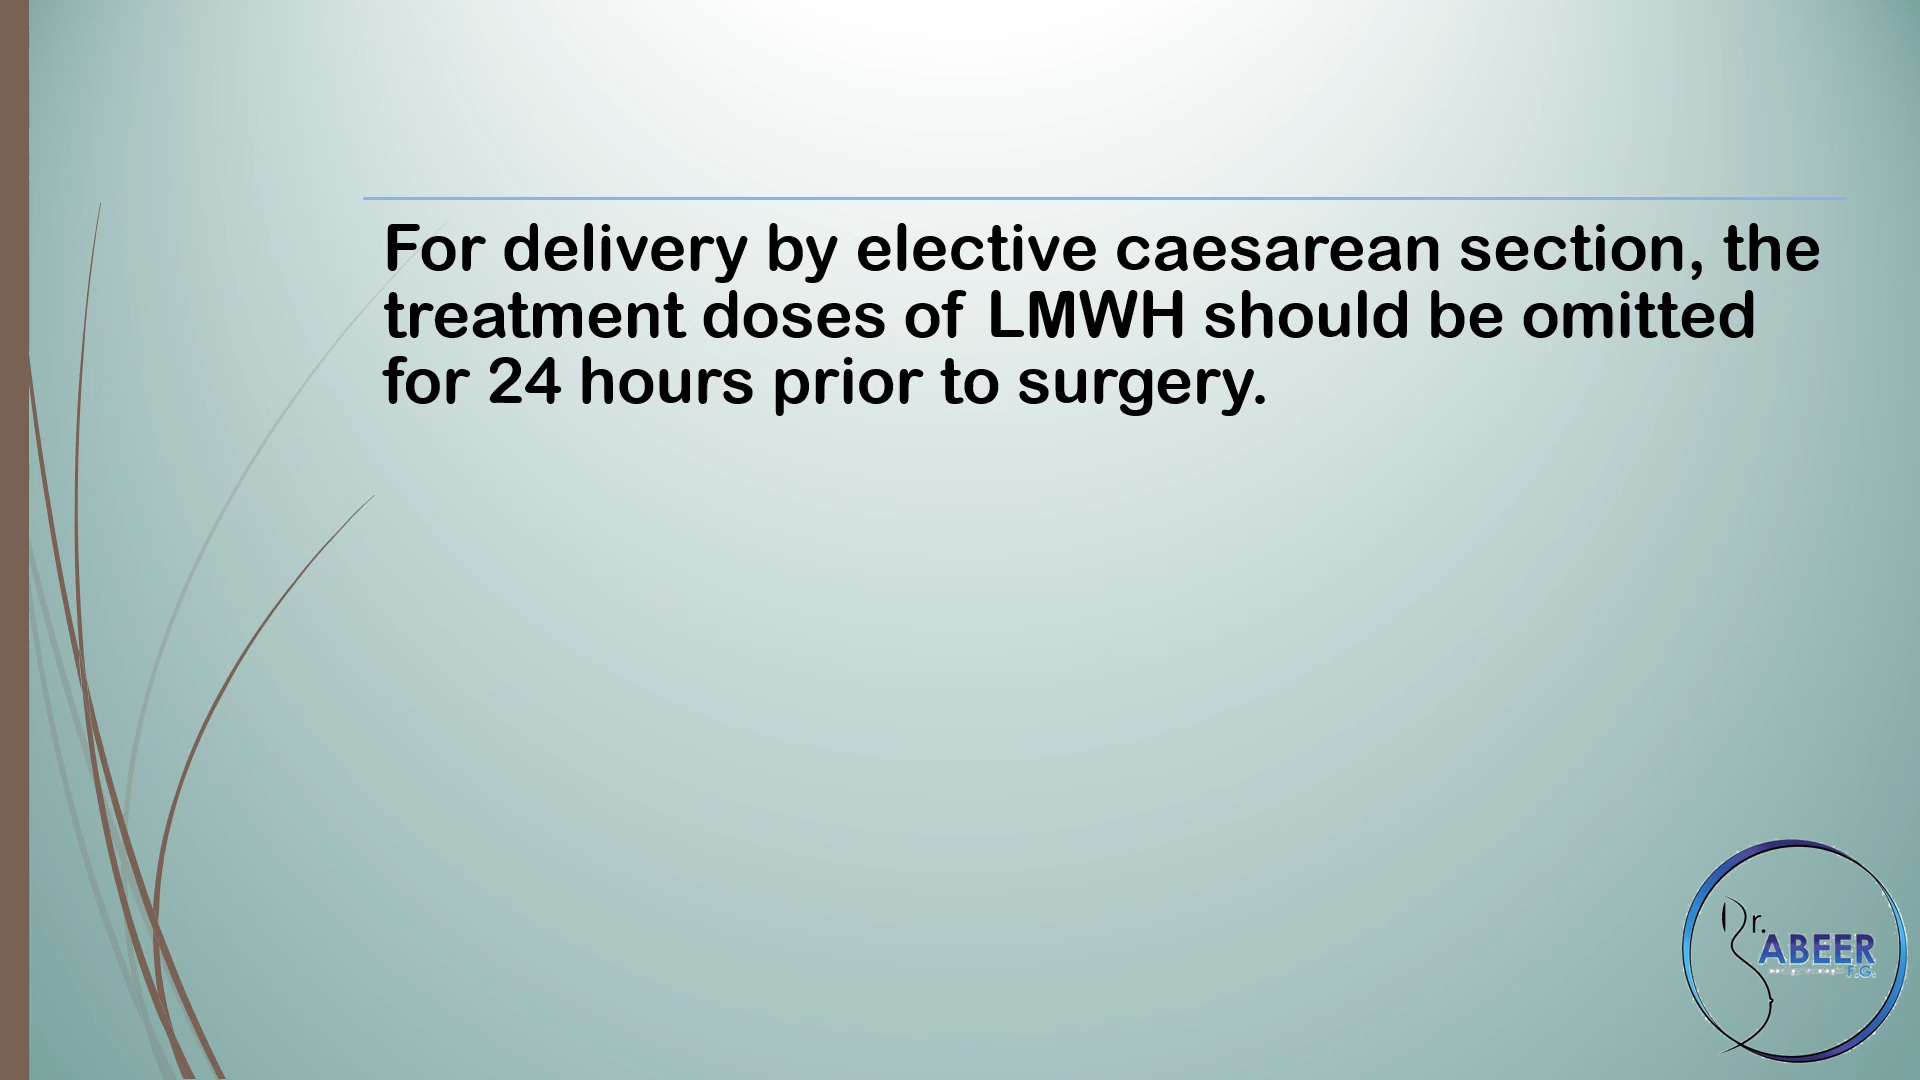 For delivery by elective caesarean section, the
treatment doses of LMWH should be omitted
for 24 hours prior to surgery.
Dr.
ABEER
F.G.